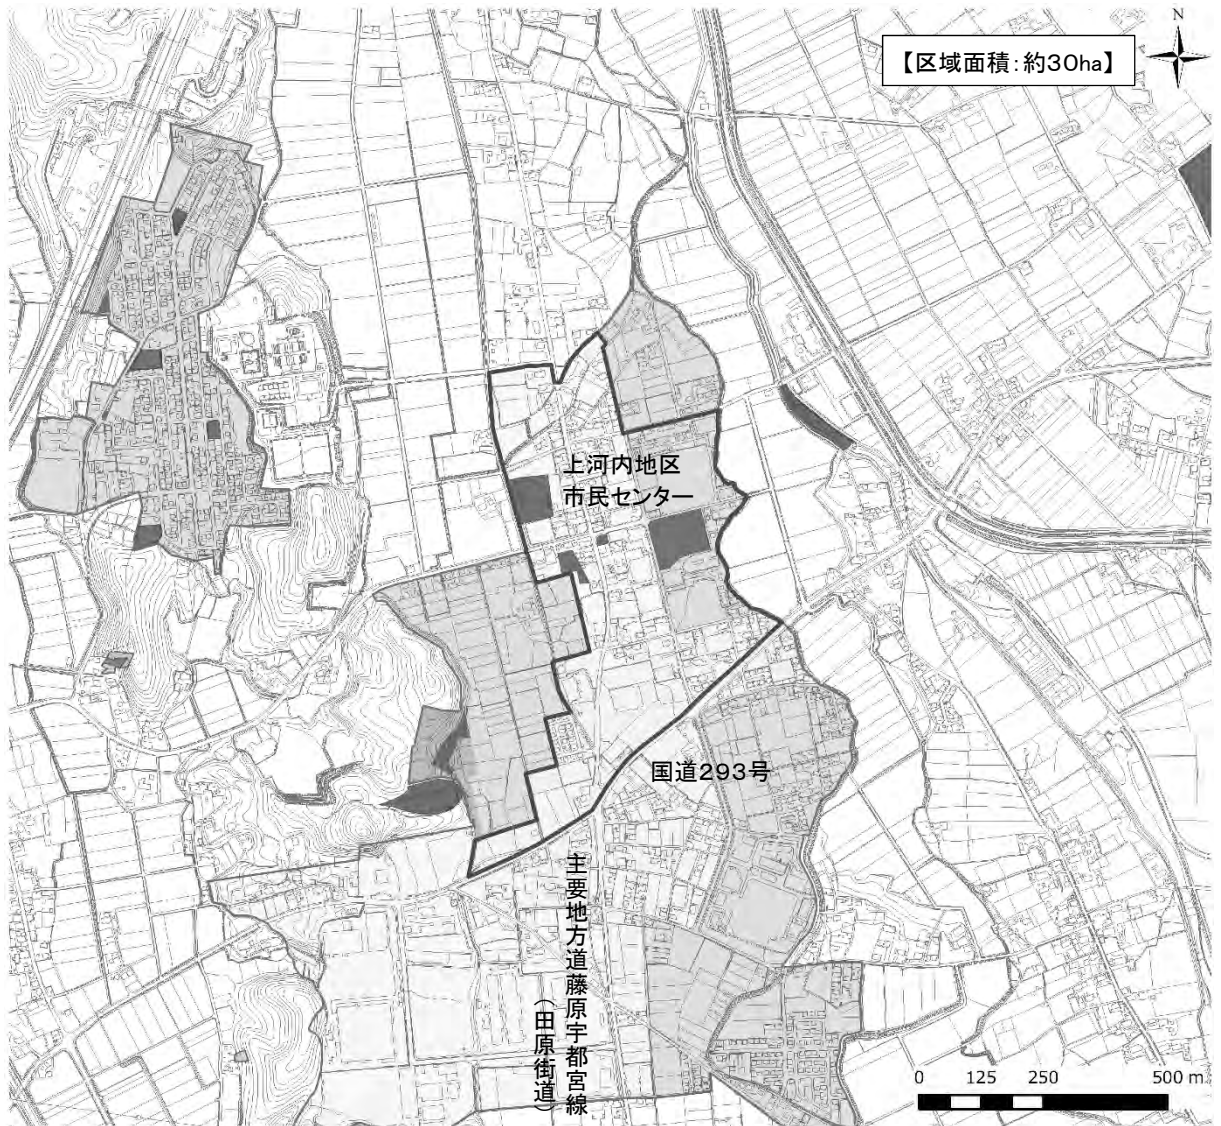 N
【区域面積:約30ha】
上河内地区
市民センター
国道293号
主要地方道藤原宇都宮線
(田原街道)
0 125 250 500 m